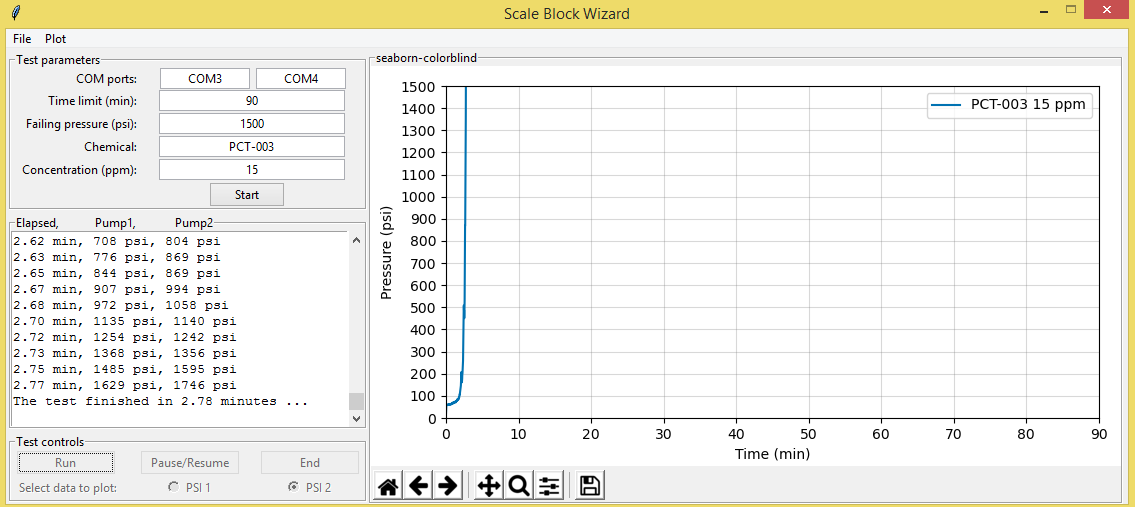 Scale Block Wizard
File Plot
Test parameters
COM ports: COM3 COM4
Time limit (min): 90
Failing pressure (psi): 1500
Chemical: PCT-003
Concentration (ppm): 15
Start
Elapsed, Pump1, Pump2
2.62 min, 708 psi, 804 psi
2.63 min, 776 psi, 869 psi
2.65 min, 844 psi, 869 psi
2.67 min, 907 psi, 994 psi
2.68 min, 972 psi, 1058 psi
2.70 min, 1135 psi, 1140 psi
2.72 min, 1254 psi, 1242 psi
2.73 min, 1368 psi, 1356 psi
2.75 min, 1485 psi, 1595 psi
2.77 min, 1629 psi, 1746 psi
The test finished in 2.78 minutes ...
Test controls
Run Pause/Resume End
Select data to plot: PSI 1 PSI 2
seaborn-colorblind
PCT-003 15 ppm
Pressure (psi)
1500
1400
1300
1200
1100
1000
900
800
700
600
500
400
300
200
100
0
0 10 20 30 40 50 60 70 80 90
Time (min)